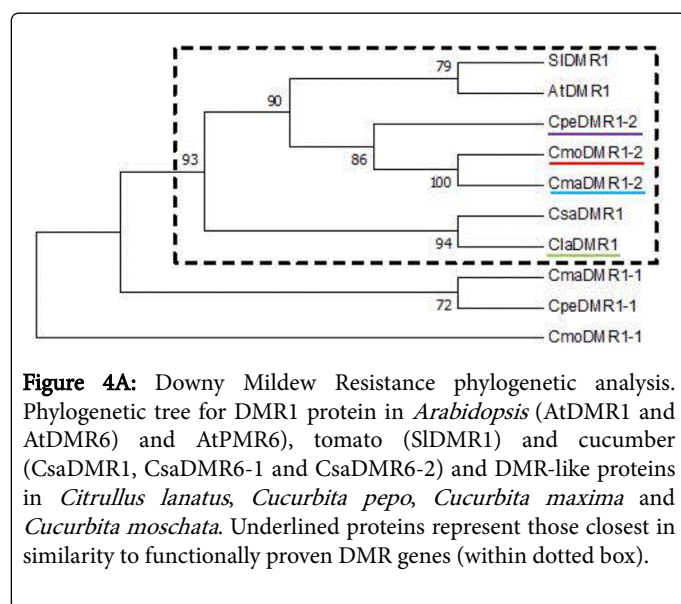 SlDMR1
79
AtDMR1
90
CpeDMR1-2
86
CmoDMR1-2
93
100
CmaDMR1-2
CsaDMR1
94
ClaDMR1
CmaDMR1-1
72
CpeDMR1-1
CmoDMR1-1
Figure 4A: Downy Mildew Resistance phylogenetic analysis.
Phylogenetic tree for DMR1 protein in Arabidopsis (AtDMR1 and
AtDMR6) and AtPMR6), tomato (SlDMR1) and cucumber
(CsaDMR1, CsaDMR6-1 and CsaDMR6-2) and DMR-like proteins
in Citrullus lanatus, Cucurbita pepo, Cucurbita maxima and
Cucurbita moschata. Underlined proteins represent those closest in
similarity to functionally proven DMR genes (within dotted box).